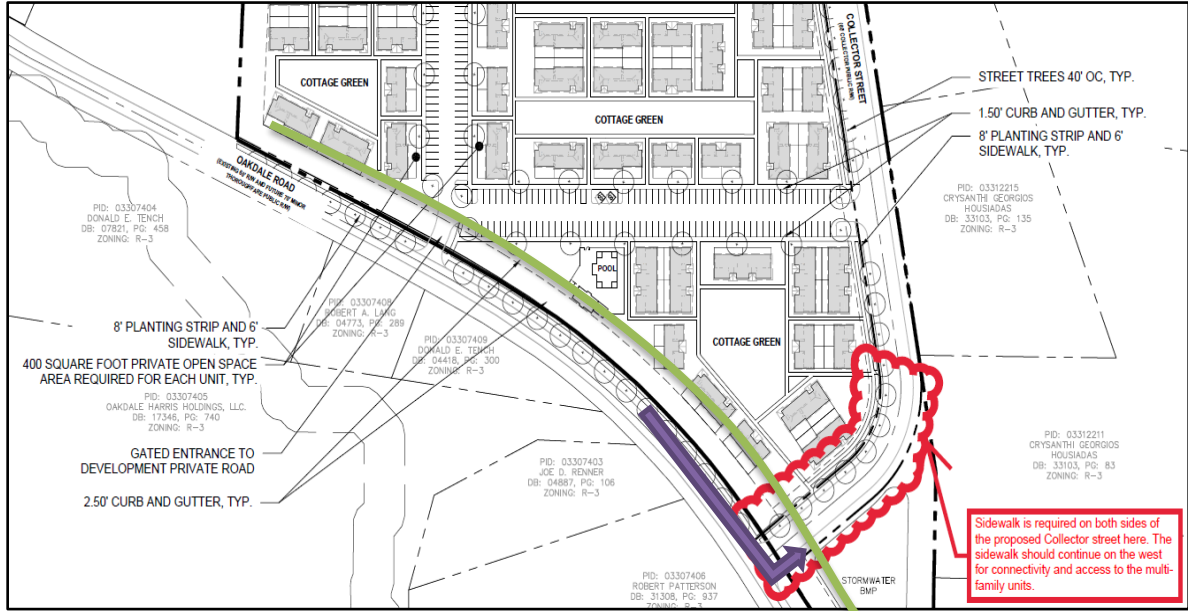 COTTAGE GREEN
COTTAGE GREEN
COLLECTOR STREET
(60' COLLECTOR PUBLIC R/W)
STREET TREES 40' OC, TYP.
1.50' CURB AND GUTTER, TYP.
8' PLANTING STRIP AND 6'
SIDEWALK, TYP.
OAKDALE ROAD
THOROUGHFARE PUBLIC R/W)
PID: 03307404
DONALD E. TENCH
DB: 07821, PG: 458
ZONING: R-3
PID: 03312215
CRYSANTHI GEORGIOS
HOUSIADAS
DB: 33103, PG: 135
ZONING: R-3
POOL
PID: 03307408
ROBERT A. LANG
DB: 04773, PG: 289
ZONING: R-3
PID: 03307409
DONALD E. TENCH
DB: 04418, PG: 300
ZONING: R-3
COTTAGE GREEN
8' PLANTING STRIP AND 6'
SIDEWALK, TYP.
400 SQUARE FOOT PRIVATE OPEN SPACE
AREA REQUIRED FOR EACH UNIT, TYP.
PID: 03307405
OAKDALE HARRIS HOLDINGS, LLC.
DB: 17346, PG: 740
ZONING: R-3
GATED ENTRANCE TO
DEVELOPMENT PRIVATE ROAD
2.50' CURB AND GUTTER, TYP.
PID: 03307403
JOE D. RENNER
DB: 04887, PG: 106
ZONING: R-3
PID: 03312211
CRYSANTHI GEORGIOS
HOUSIADAS
DB: 33103, PG: 83
ZONING: R-3
Sidewalk is required on both sides of
the proposed Collector street here. The
sidewalk should continue on the west
for connectivity and access to the multi-
family units.
STORMWATER
BMP
PID: 03307406
ROBERT PATTERSON
DB: 31308, PG: 937
ZONING: R-3